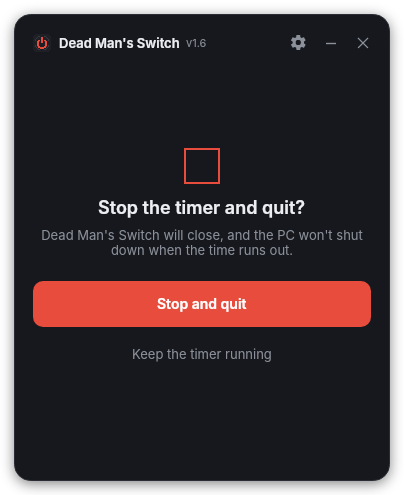 Dead Man's Switch v1.6
Stop the timer and quit?
Dead Man's Switch will close, and the PC won't shut
down when the time runs out.
Stop and quit
Keep the timer running